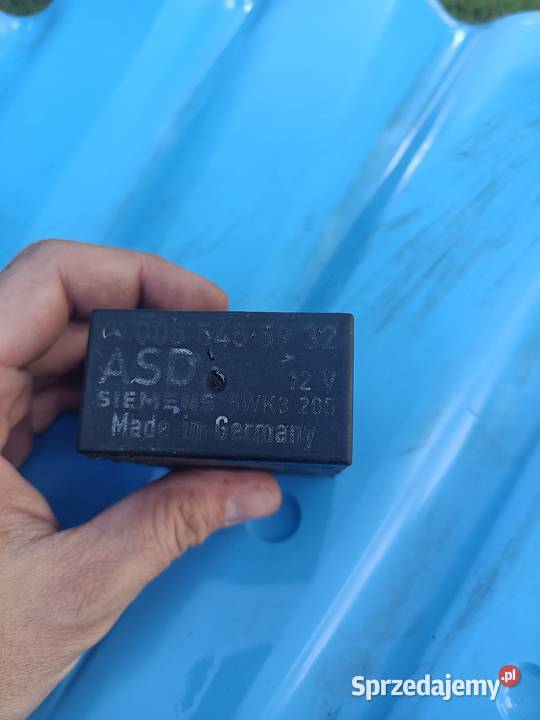 005 545 59 32
ASD
12 V
SIEMENS 5WK3 205
Made in Germany
Sprzedajemy.pl